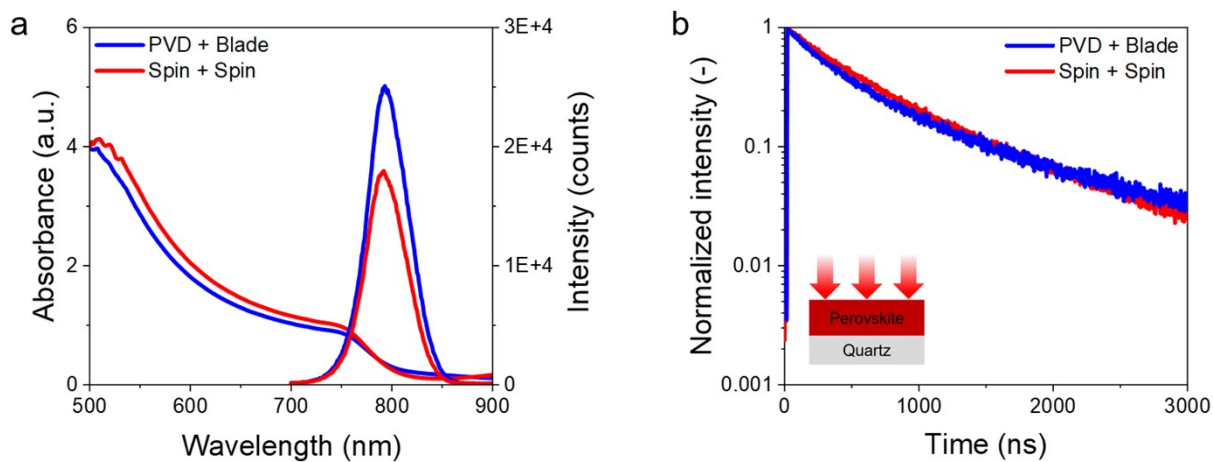 a
PVD + Blade
Spin + Spin
Absorbance (a.u.)
6
4
2
0
3E+4
2E+4
1E+4
0
Intensity (counts)
500 600 700 800 900
Wavelength (nm)
b
PVD + Blade
Spin + Spin
Normalized intensity (-)
1
0.1
0.01
0.001
Perovskite
Quartz
0 1000 2000 3000
Time (ns)